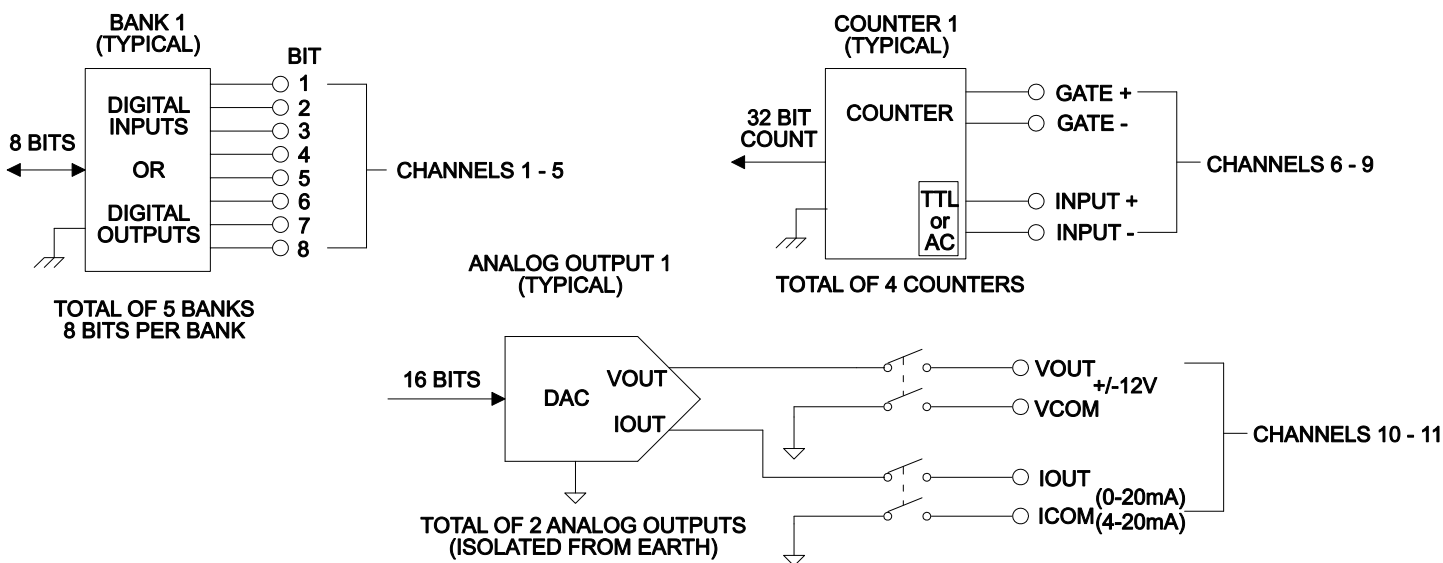 BANK 1
(TYPICAL)
BIT
1
2
3
4
5
6
7
8
DIGITAL
INPUTS
OR
DIGITAL
OUTPUTS
8 BITS
CHANNELS 1 - 5
TOTAL OF 5 BANKS
8 BITS PER BANK
COUNTER 1
(TYPICAL)
COUNTER
32 BIT
COUNT
TTL
or
AC
GATE +
GATE -
INPUT +
INPUT -
CHANNELS 6 - 9
TOTAL OF 4 COUNTERS
ANALOG OUTPUT 1
(TYPICAL)
16 BITS
DAC
VOUT
IOUT
VOUT
+/-12V
VCOM
IOUT
(0-20mA)
ICOM (4-20mA)
CHANNELS 10 - 11
TOTAL OF 2 ANALOG OUTPUTS
(ISOLATED FROM EARTH)